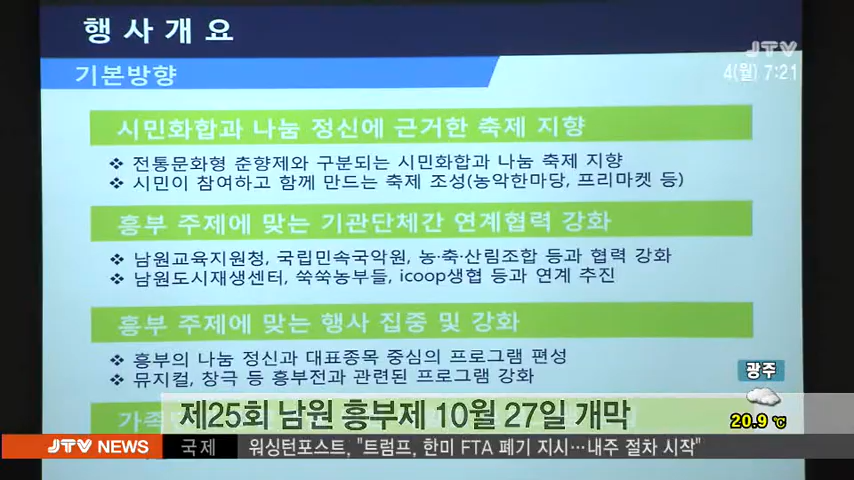 행사개요
JTV
4(월) 7:21
기본방향
시민화합과 나눔 정신에 근거한 축제 지향
❖ 전통문화형 춘향제와 구분되는 시민화합과 나눔 축제 지향
❖ 시민이 참여하고 함께 만드는 축제 조성(농악한마당, 프리마켓 등)
흥부 주제에 맞는 기관단체간 연계협력 강화
❖ 남원교육지원청, 국립민속국악원, 농·축·산림조합 등과 협력 강화
❖ 남원도시재생센터, 쑥쑥농부들, icoop생협 등과 연계 추진
흥부 주제에 맞는 행사 집중 및 강화
❖ 흥부의 나눔 정신과 대표종목 중심의 프로그램 편성
❖ 뮤지컬, 창극 등 흥부전과 관련된 프로그램 강화
광주
가족
제25회 남원 흥부제 10월 27일 개막
20.9 ℃
JTV NEWS 국제 워싱턴포스트, "트럼프, 한미 FTA 폐기 지시…내주 절차 시작"